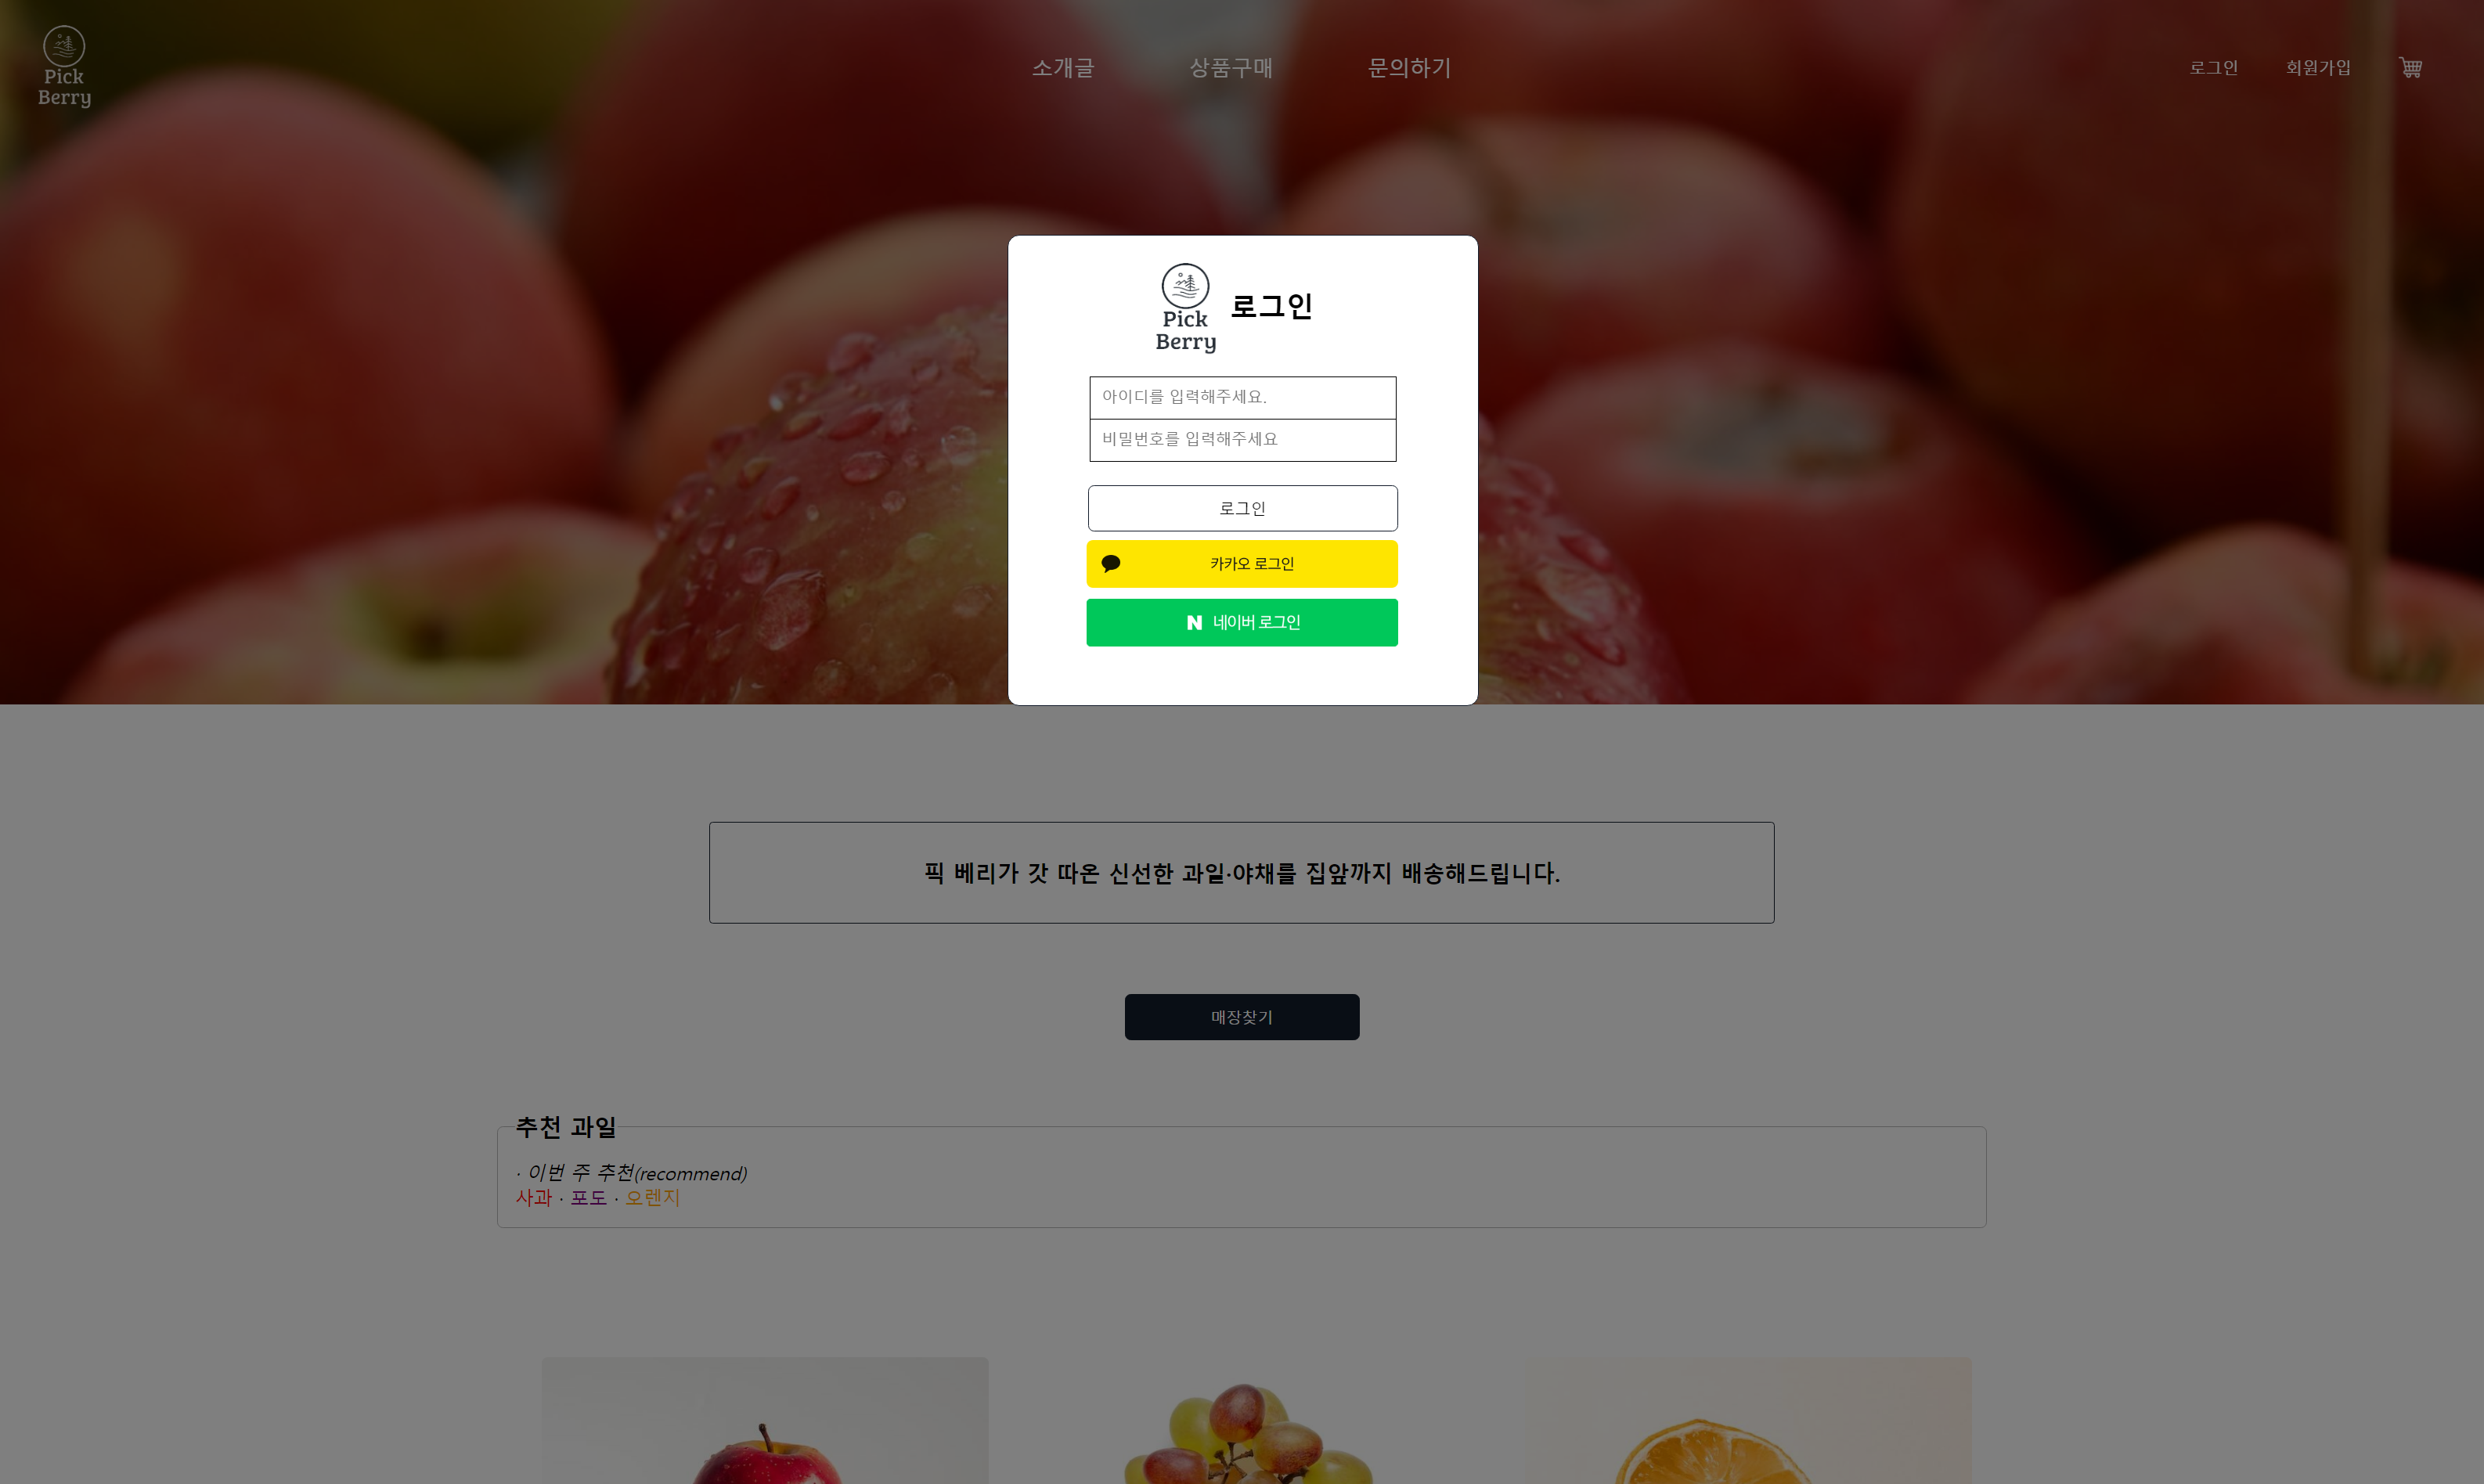 Pick
Berry
소개글
상품구매
문의하기
로그인
회원가입
Pick
Berry
로그인
아이디를 입력해주세요.
비밀번호를 입력해주세요
로그인
카카오 로그인
N 네이버 로그인
픽 베리가 갓 따온 신선한 과일·야채를 집앞까지 배송해드립니다.
매장찾기
추천 과일
· 이번 주 추천(recommend)
사과 · 포도 · 오렌지